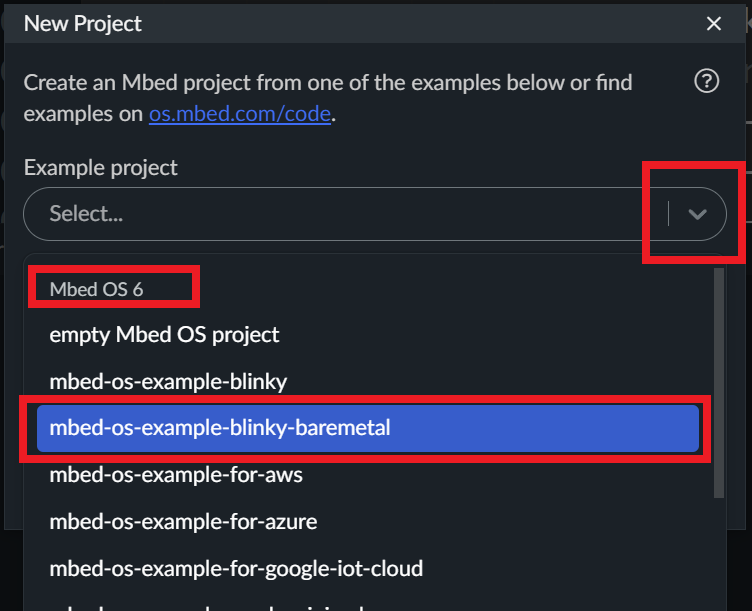 New Project
Create an Mbed project from one of the examples below or find
examples on os.mbed.com/code.
Example project
Select...
Mbed OS 6
empty Mbed OS project
mbed-os-example-blinky
mbed-os-example-blinky-baremetal
mbed-os-example-for-aws
mbed-os-example-for-azure
mbed-os-example-for-google-iot-cloud